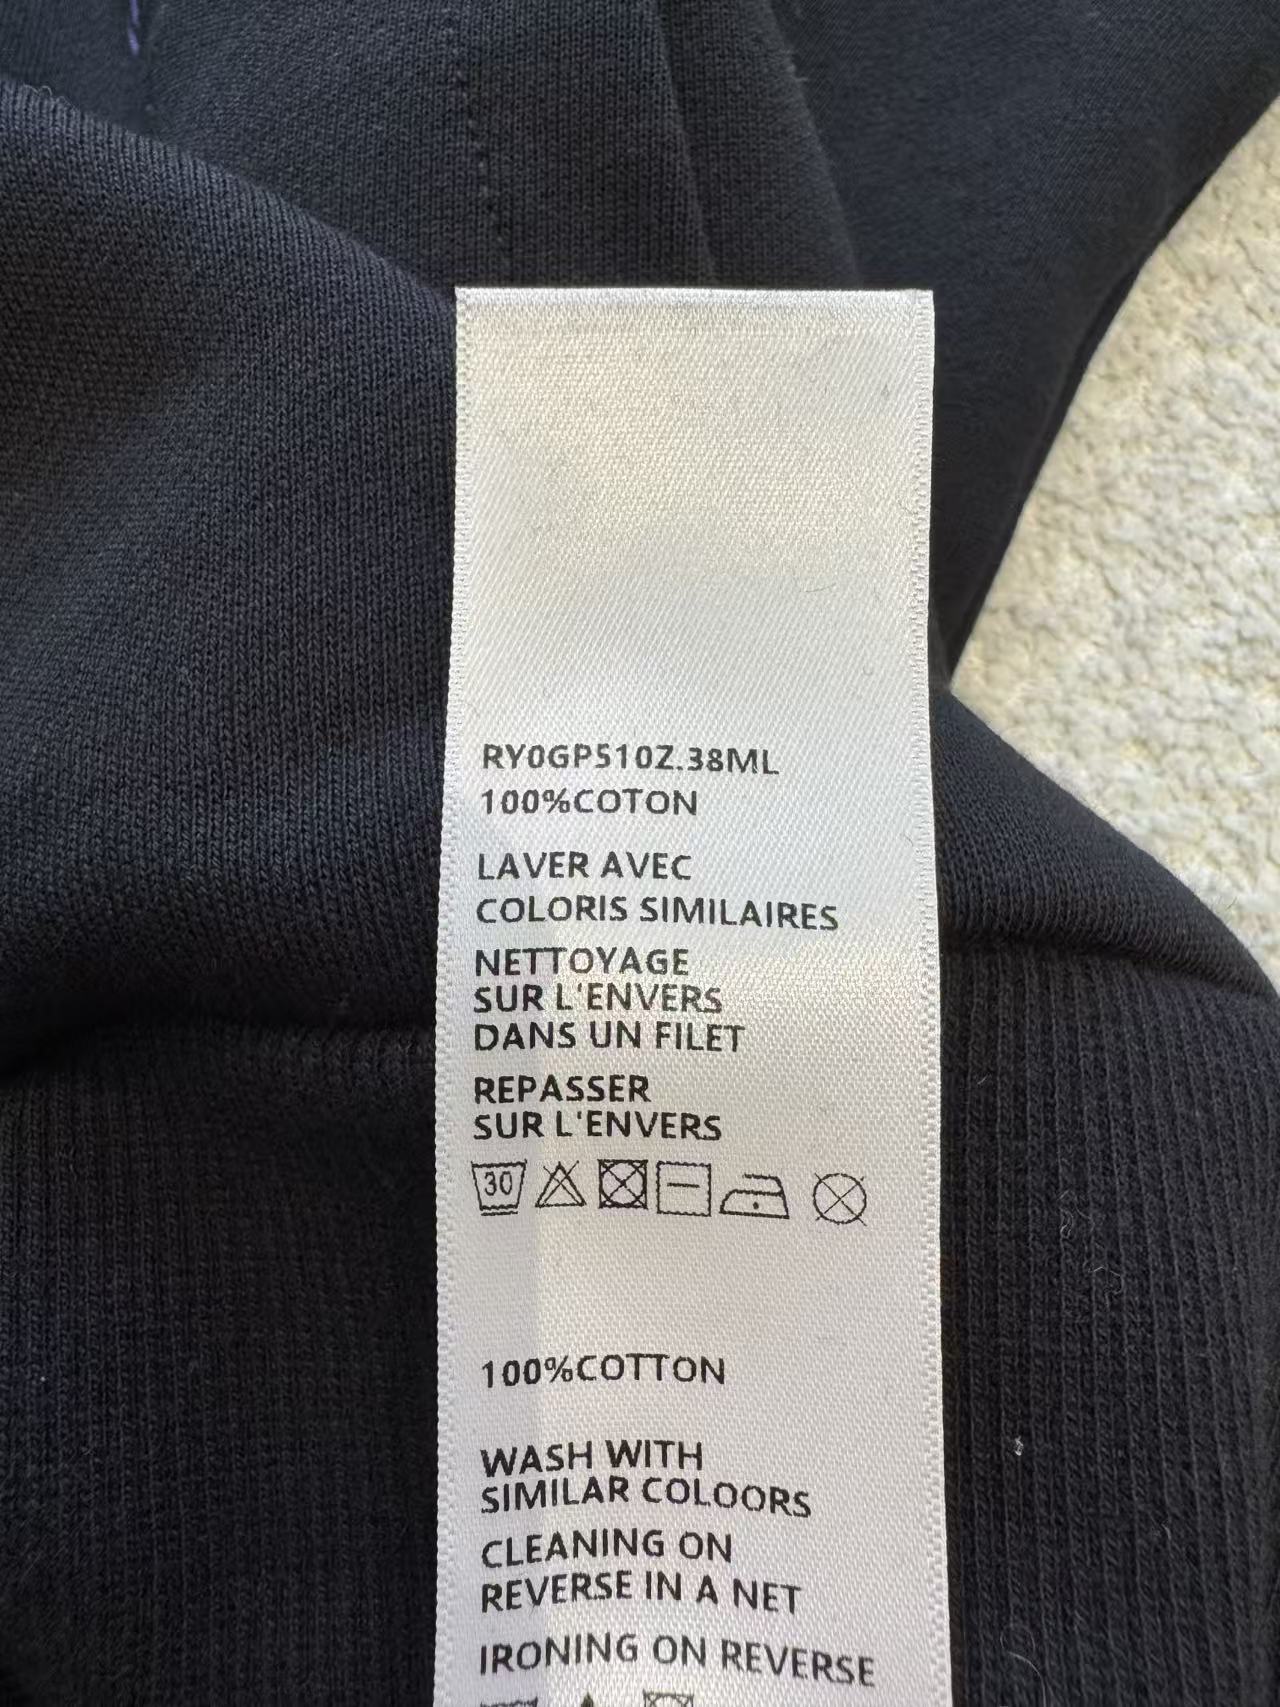 RY0GP510Z.38ML
100%COTON
LAVER AVEC
COLORIS SIMILAIRES
NETTOYAGE
SUR L'ENVERS
DANS UN FILET
REPASSER
SUR L'ENVERS
30
100%COTTON
WASH WITH
SIMILAR COLOORS
CLEANING ON
REVERSE IN A NET
IRONING ON REVERSE